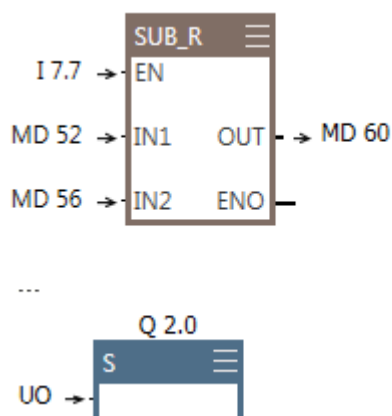 SUB_R
I 7.7 EN
MD 52 IN1 OUT MD 60
MD 56 IN2 ENO
...
Q 2.0
S
UO